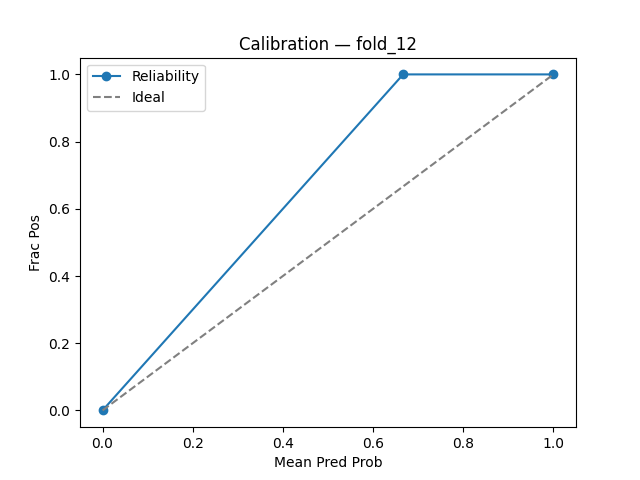 Calibration — fold_12
Reliability
Ideal
1.0
0.8
0.6
0.4
0.2
0.0
Frac Pos
0.0 0.2 0.4 0.6 0.8 1.0
Mean Pred Prob